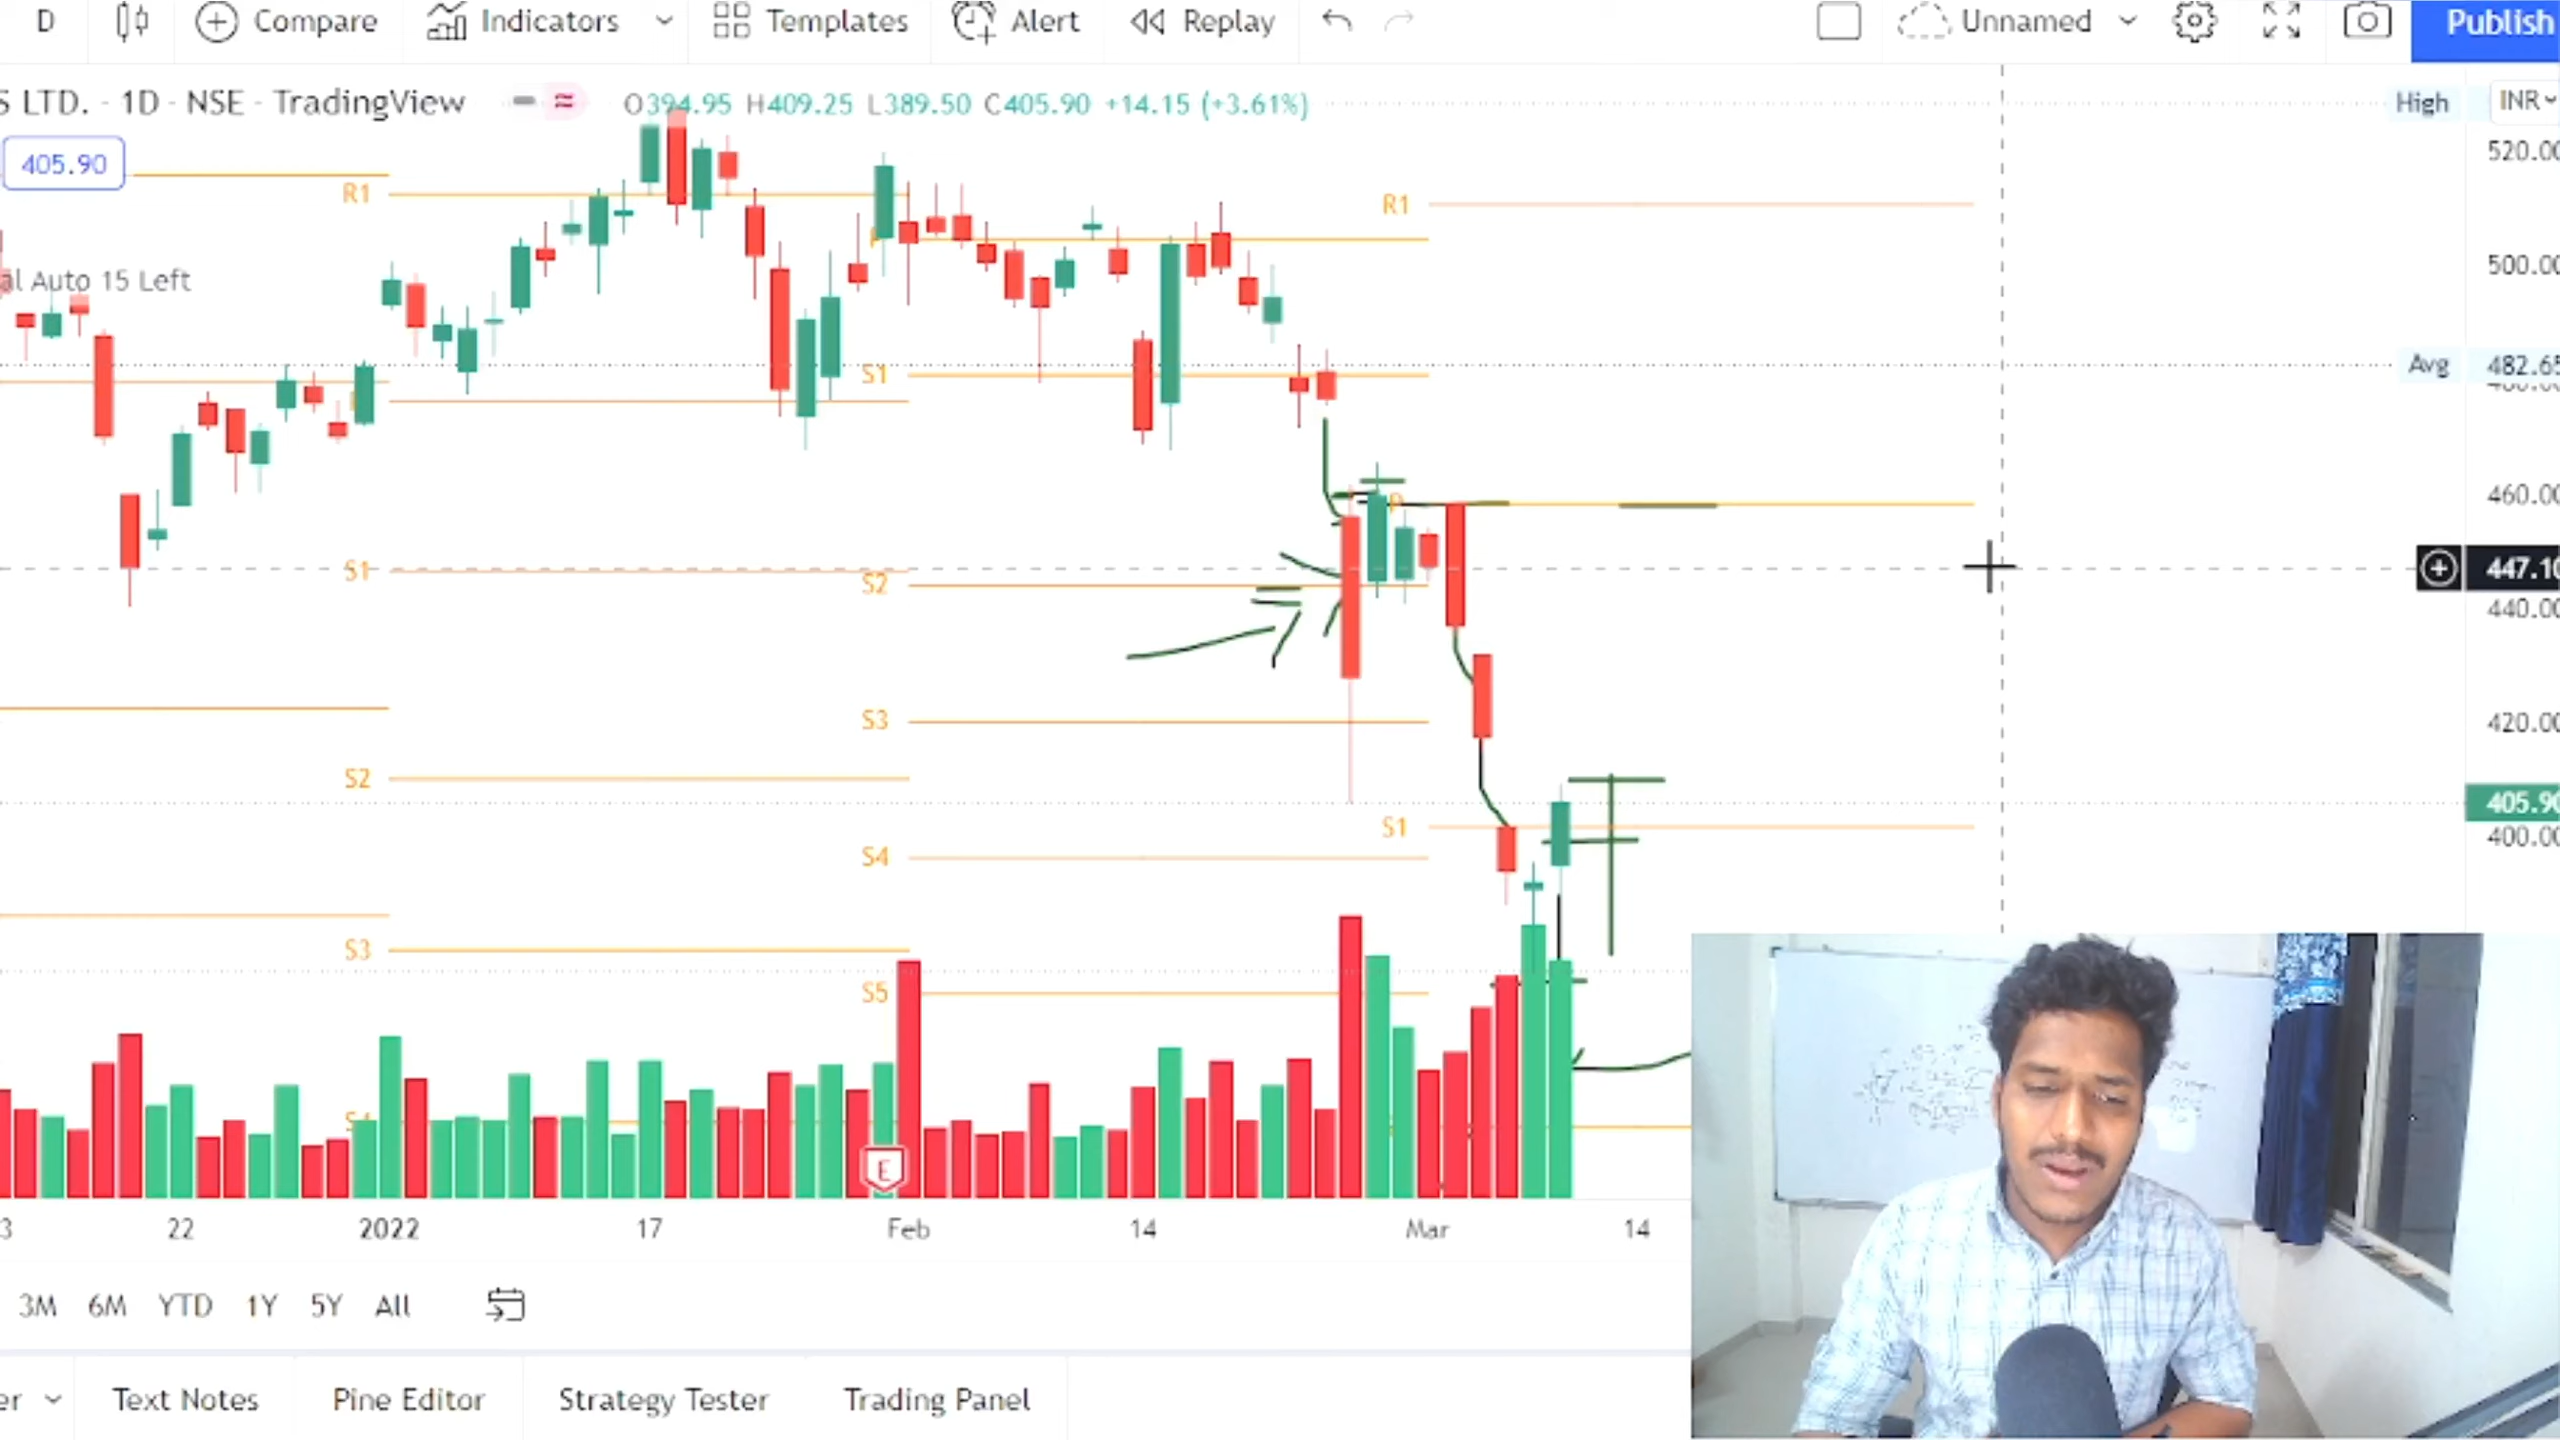 D Compare Indicators Templates Alert Replay Unnamed Publish
S LTD. · 1D · NSE · TradingView O394.95 H409.25 L389.50 C405.90 +14.15 (+3.61%) High INR
405.90
520.00
R1 R1
500.00
al Auto 15 Left
Avg 482.65
S1
460.00
P
S1 S2 447.10
440.00
S3 420.00
S2
405.90
S1 400.00
S4
S3
S5
S4
E
3 22 2022 17 Feb 14 Mar 14
3M 6M YTD 1Y 5Y All
er Text Notes Pine Editor Strategy Tester Trading Panel